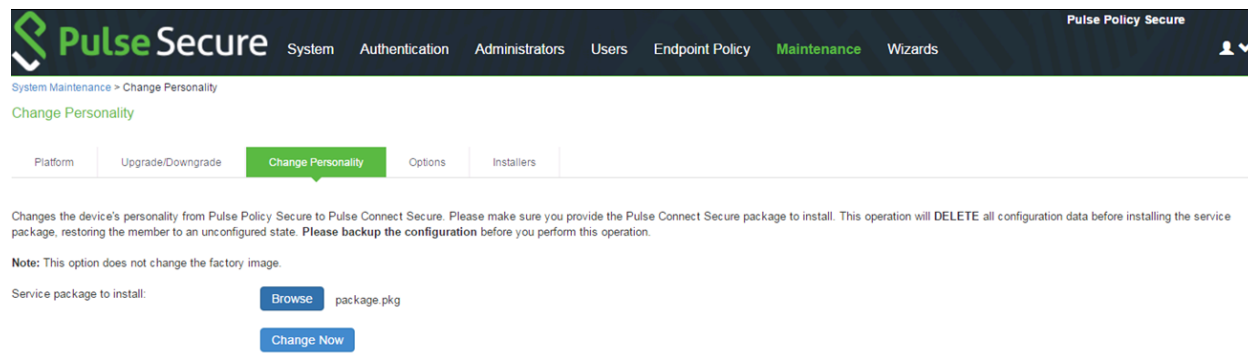 Pulse Policy Secure
Pulse Secure System Authentication Administrators Users Endpoint Policy Maintenance Wizards
System Maintenance > Change Personality
Change Personality
Platform Upgrade/Downgrade Change Personality Options Installers
Changes the device's personality from Pulse Policy Secure to Pulse Connect Secure. Please make sure you provide the Pulse Connect Secure package to install. This operation will DELETE all configuration data before installing the service
package, restoring the member to an unconfigured state. Please backup the configuration before you perform this operation.
Note: This option does not change the factory image.
Service package to install: Browse package.pkg
Change Now